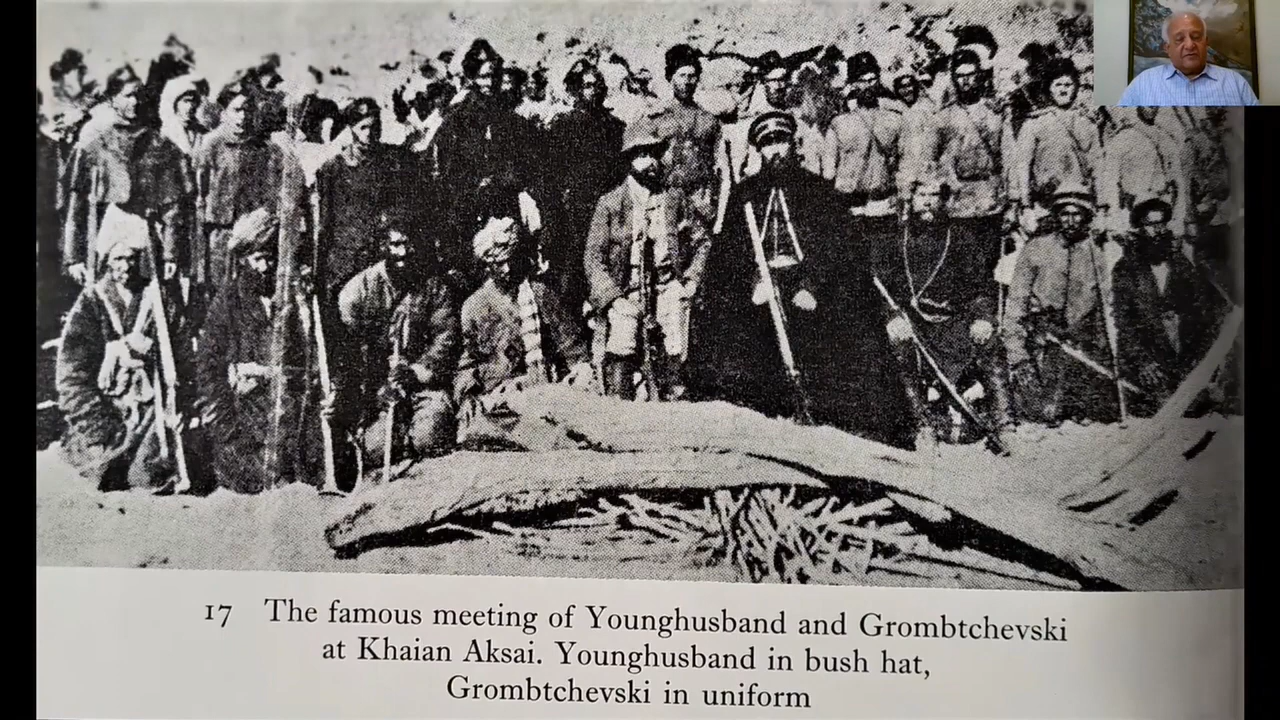 17 The famous meeting of Younghusband and Grombtchevski
at Khaian Aksai. Younghusband in bush hat,
Grombtchevski in uniform